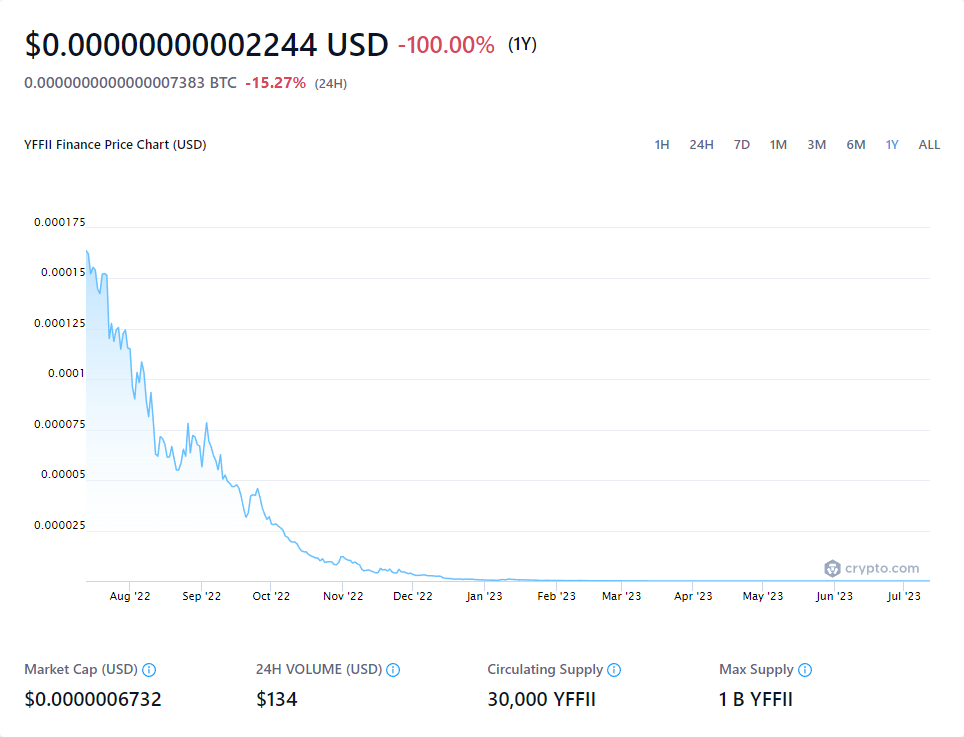 $0.00000000002244 USD -100.00% (1Y)
0.0000000000000007383 BTC -15.27% (24H)
YFFII Finance Price Chart (USD) 1H 24H 7D 1M 3M 6M 1Y ALL
0.000175
0.00015
0.000125
0.0001
0.000075
0.00005
0.000025
crypto.com
Aug '22 Sep '22 Oct '22 Nov '22 Dec '22 Jan '23 Feb '23 Mar '23 Apr '23 May '23 Jun '23 Jul '23
Market Cap (USD) 24H VOLUME (USD) Circulating Supply Max Supply
$0.0000006732 $134 30,000 YFFII 1 B YFFII